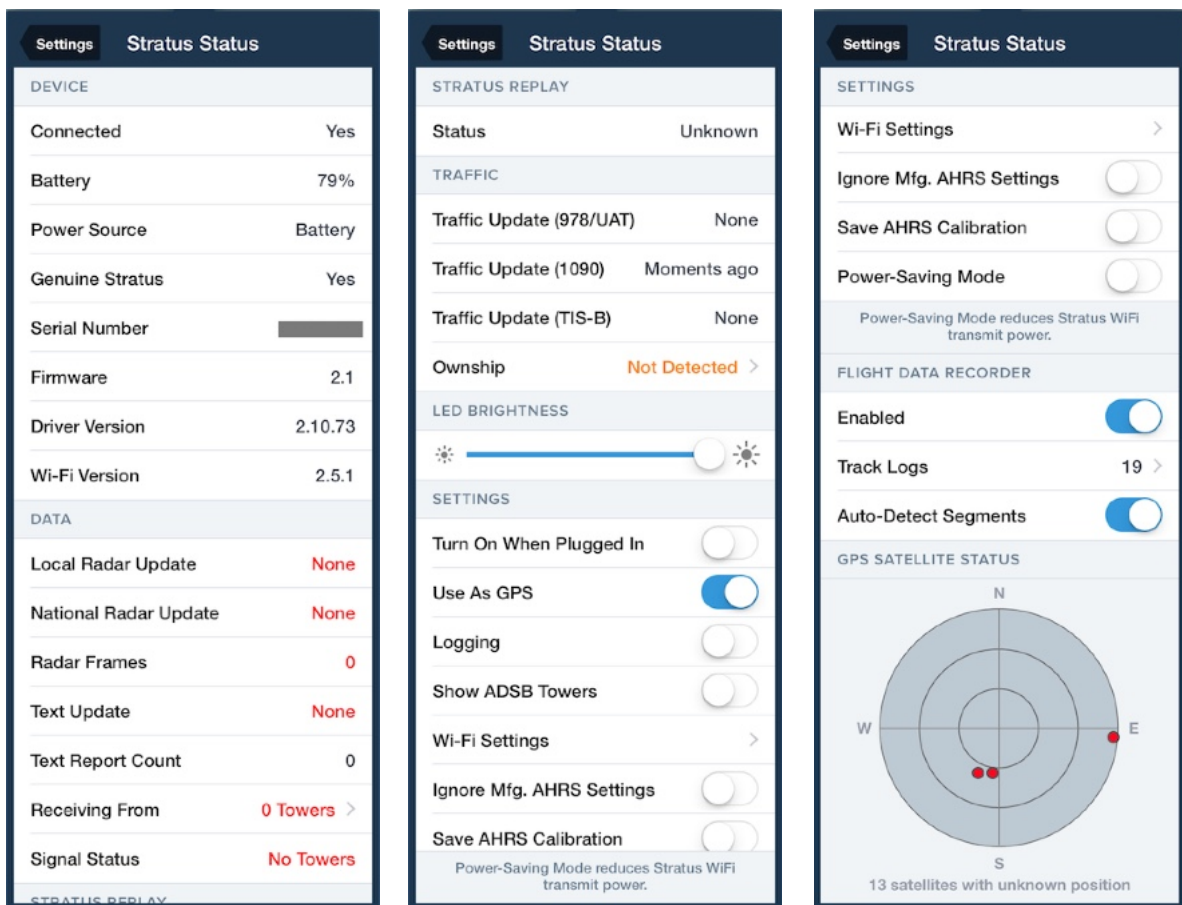 Settings
Stratus Status
DEVICE
Connected Yes
Battery 79%
Power Source Battery
Genuine Stratus Yes
Serial Number
Firmware 2.1
Driver Version 2.10.73
Wi-Fi Version 2.5.1
DATA
Local Radar Update None
National Radar Update None
Radar Frames 0
Text Update None
Text Report Count 0
Receiving From 0 Towers
Signal Status No Towers
STRATUS REPLAY
Settings
Stratus Status
STRATUS REPLAY
Status Unknown
TRAFFIC
Traffic Update (978/UAT) None
Traffic Update (1090) Moments ago
Traffic Update (TIS-B) None
Ownship Not Detected
LED BRIGHTNESS
SETTINGS
Turn On When Plugged In
Use As GPS
Logging
Show ADSB Towers
Wi-Fi Settings
Ignore Mfg. AHRS Settings
Save AHRS Calibration
Power-Saving Mode reduces Stratus WiFi
transmit power.
Settings
Stratus Status
SETTINGS
Wi-Fi Settings
Ignore Mfg. AHRS Settings
Save AHRS Calibration
Power-Saving Mode
Power-Saving Mode reduces Stratus WiFi
transmit power.
FLIGHT DATA RECORDER
Enabled
Track Logs 19
Auto-Detect Segments
GPS SATELLITE STATUS
N
W
E
S
13 satellites with unknown position